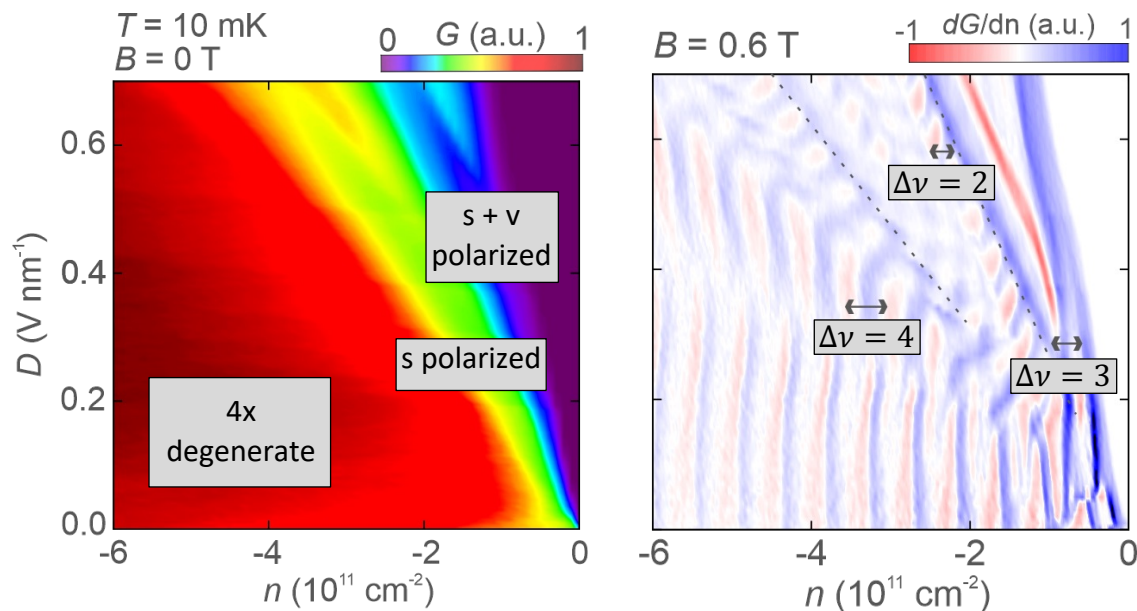 T = 10 mK
B = 0 T
0 G (a.u.) 1
D (V nm⁻¹)
0.6
0.4
0.2
0.0
s + v
polarized
s polarized
4x
degenerate
-6 -4 -2 0
n (10¹¹ cm⁻²)
B = 0.6 T
-1 dG/dn (a.u.) 1
Δν = 2
Δν = 4
Δν = 3
-6 -4 -2 0
n (10¹¹ cm⁻²)